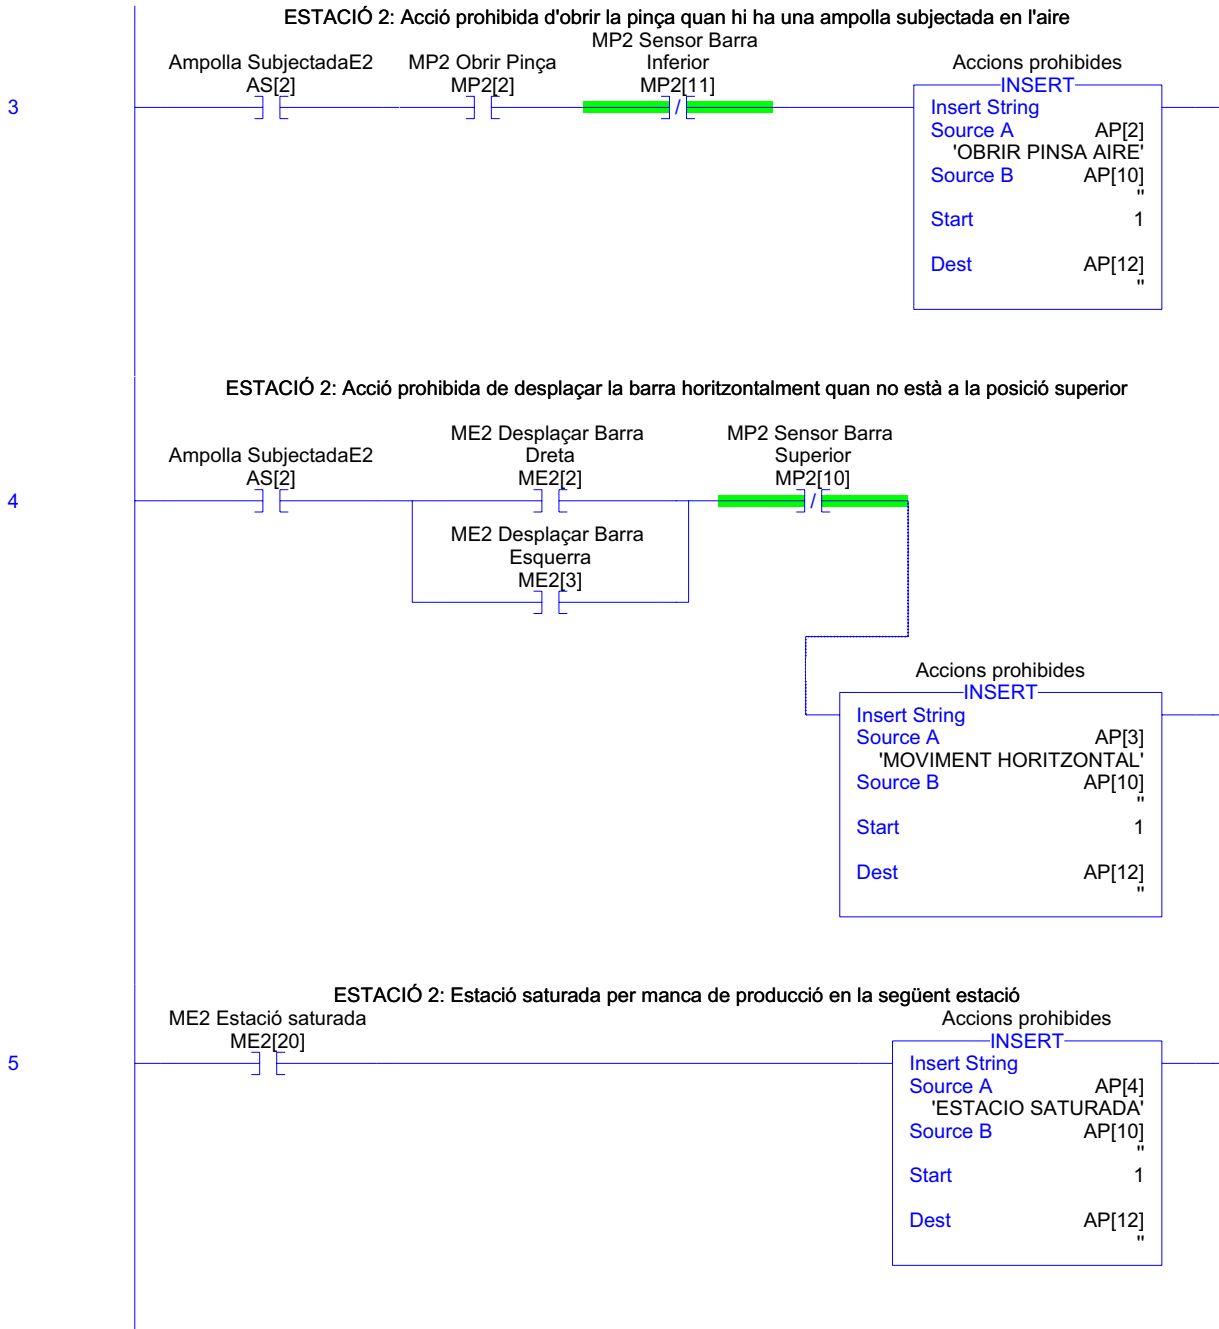 ESTACIÓ 2: Acció prohibida d'obrir la pinça quan hi ha una ampolla subjectada en l'aire
Ampolla SubjectadaE2
AS[2]
MP2 Obrir Pinça
MP2[2]
MP2 Sensor Barra
Inferior
MP2[11]
/
Accions prohibides
3
INSERT
Insert String
Source A AP[2]
'OBRIR PINSA AIRE'
Source B AP[10]
''
Start 1
Dest AP[12]
''
ESTACIÓ 2: Acció prohibida de desplaçar la barra horitzontalment quan no està a la posició superior
Ampolla SubjectadaE2
AS[2]
ME2 Desplaçar Barra
Dreta
ME2[2]
MP2 Sensor Barra
Superior
MP2[10]
/
4
ME2 Desplaçar Barra
Esquerra
ME2[3]
Accions prohibides
INSERT
Insert String
Source A AP[3]
'MOVIMENT HORITZONTAL'
Source B AP[10]
''
Start 1
Dest AP[12]
''
ESTACIÓ 2: Estació saturada per manca de producció en la següent estació
ME2 Estació saturada
ME2[20]
Accions prohibides
5
INSERT
Insert String
Source A AP[4]
'ESTACIO SATURADA'
Source B AP[10]
''
Start 1
Dest AP[12]
''